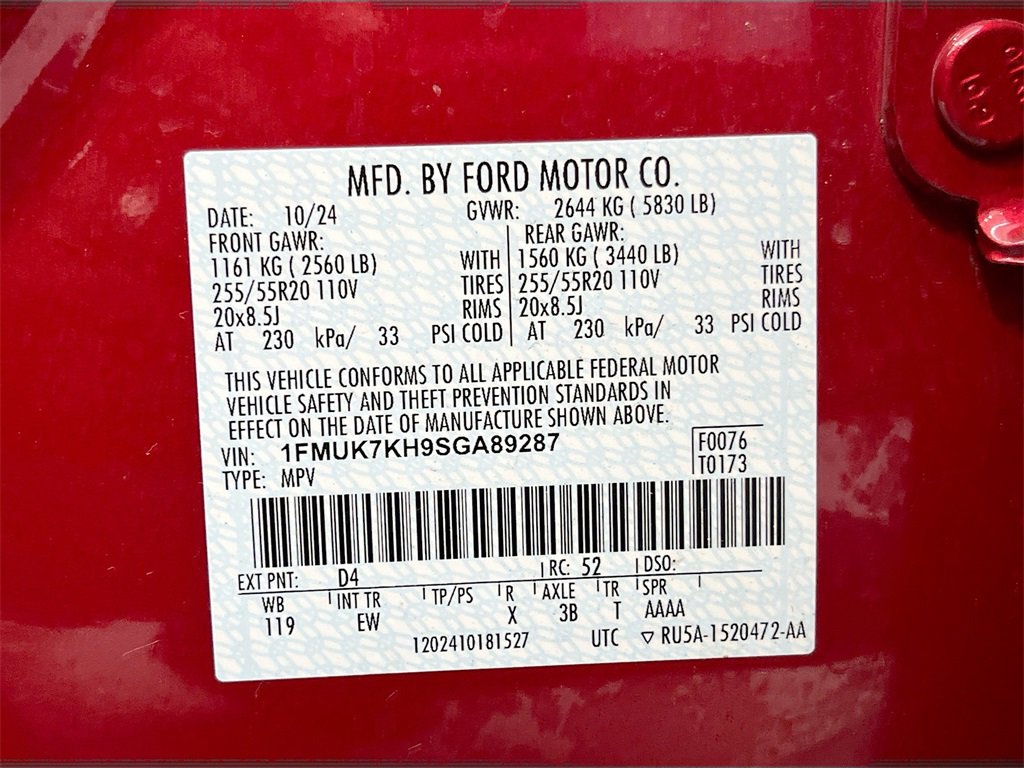 MFD. BY FORD MOTOR CO.
DATE: 10/24 GVWR: 2644 KG ( 5830 LB)
FRONT GAWR: REAR GAWR:
1161 KG ( 2560 LB) WITH 1560 KG ( 3440 LB) WITH
255/55R20 110V TIRES 255/55R20 110V TIRES
20x8.5J RIMS 20x8.5J RIMS
AT 230 kPa/ 33 PSI COLD AT 230 kPa/ 33 PSI COLD
THIS VEHICLE CONFORMS TO ALL APPLICABLE FEDERAL MOTOR
VEHICLE SAFETY AND THEFT PREVENTION STANDARDS IN
EFFECT ON THE DATE OF MANUFACTURE SHOWN ABOVE.
VIN: 1FMUK7KH9SGA89287 F0076
TYPE: MPV T0173
EXT PNT: D4 RC: 52 DSO:
WB INT TR TP/PS R AXLE TR SPR
119 EW X 3B T AAAA
1202410181527 UTC ▽ RU5A-1520472-AA